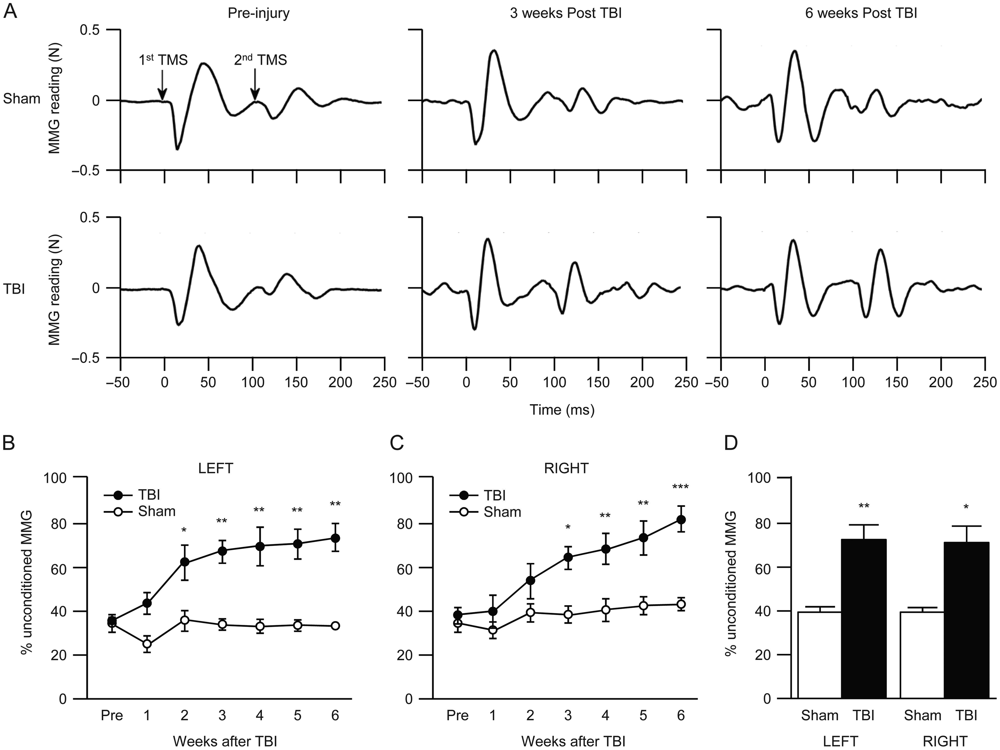 A
Pre-injury
3 weeks Post TBI
6 weeks Post TBI
Sham
MMG reading (N)
0.5
0
–0.5
1st TMS
2nd TMS
TBI
MMG reading (N)
0.5
0
–0.5
–50 0 50 100 150 200 250
–50 0 50 100 150 200 250
–50 0 50 100 150 200 250
Time (ms)
B
LEFT
% unconditioned MMG
100
80
60
40
20
0
TBI
Sham
*
**
**
**
**
Pre 1 2 3 4 5 6
Weeks after TBI
C
RIGHT
100
80
60
40
20
0
TBI
Sham
*
**
**
***
Pre 1 2 3 4 5 6
Weeks after TBI
D
% unconditioned MMG
100
80
60
40
20
0
**
*
Sham TBI Sham TBI
LEFT RIGHT